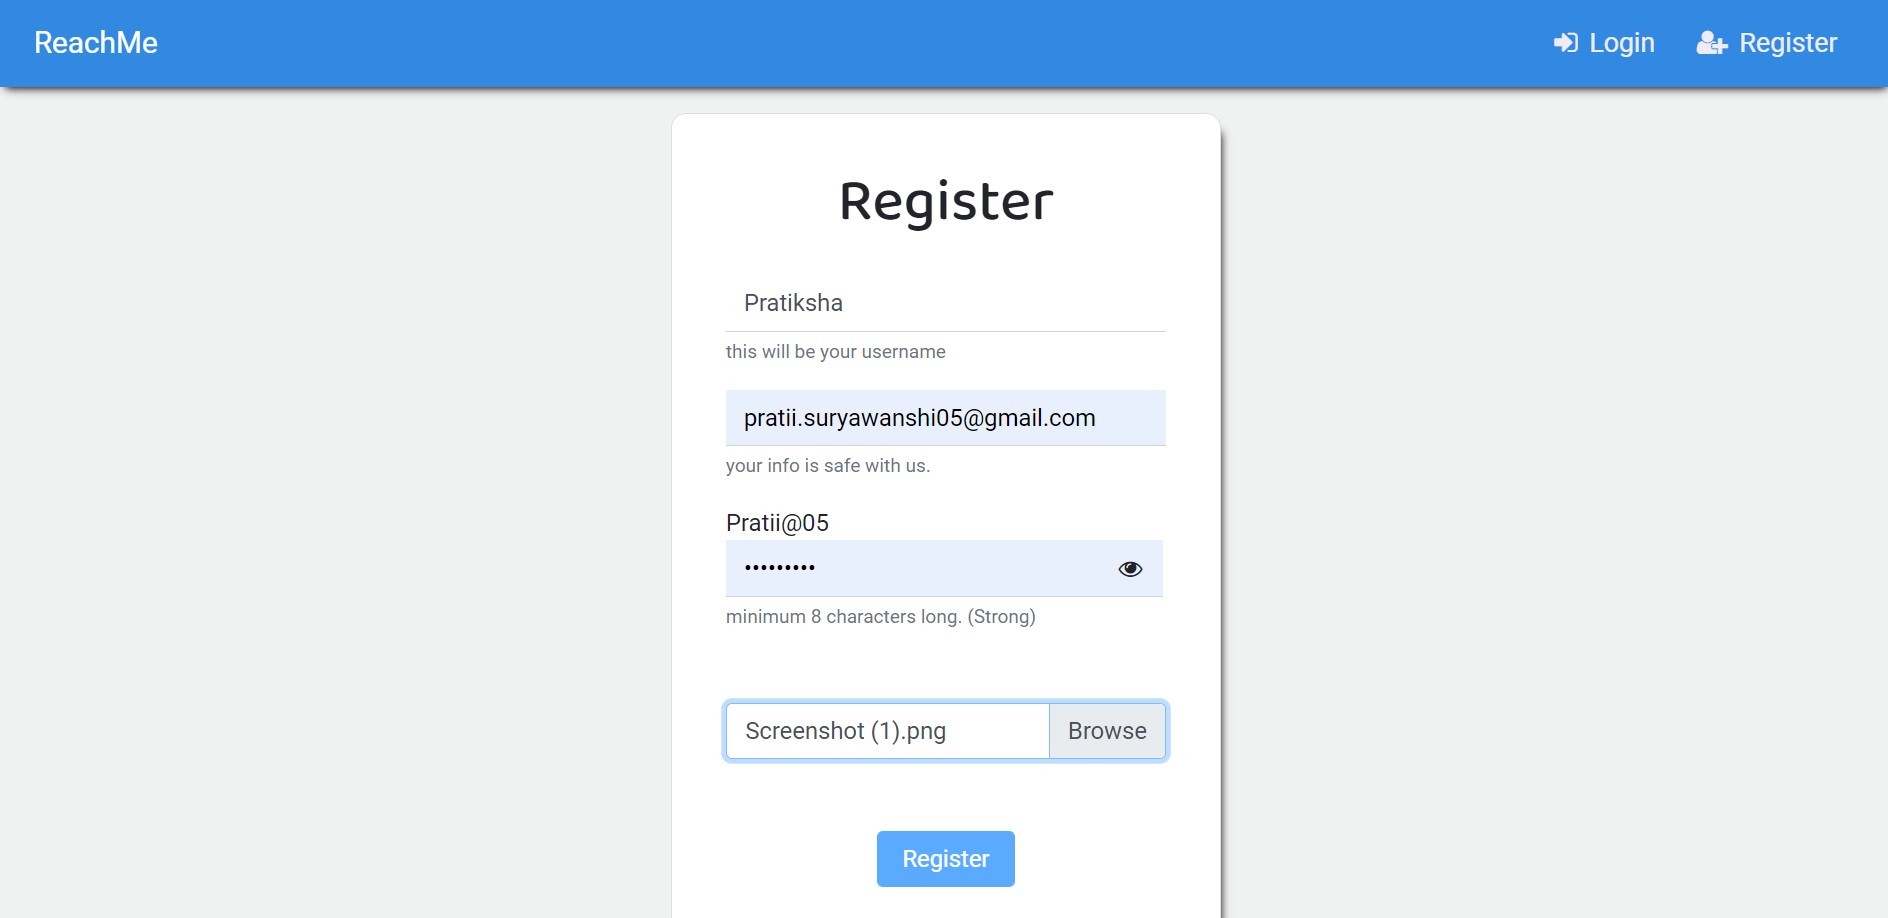 ReachMe
Login
Register
Register
Pratiksha
this will be your username
pratii.suryawanshi05@gmail.com
your info is safe with us.
Pratii@05
•••••••••
minimum 8 characters long. (Strong)
Screenshot (1).png
Browse
Register